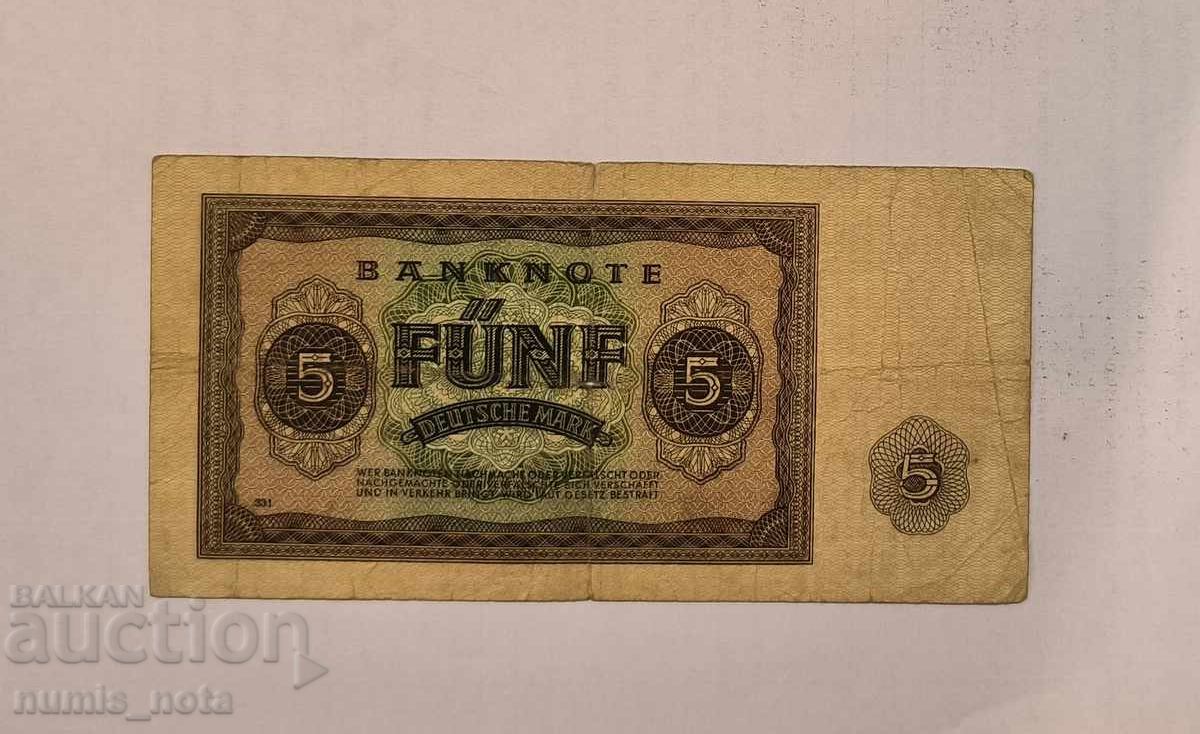 BANKNOTE
FÜNF
5 5
DEUTSCHE MARK
WER BANKNOTEN NACHMACHT ODER VERFÄLSCHT ODER
NACHGEMACHTE ODER VERFÄLSCHTE SICH VERSCHAFFT
UND IN VERKEHR BRINGT WIRD LAUT GESETZ BESTRAFT
331
5
BALKAN
auction
numis_nota